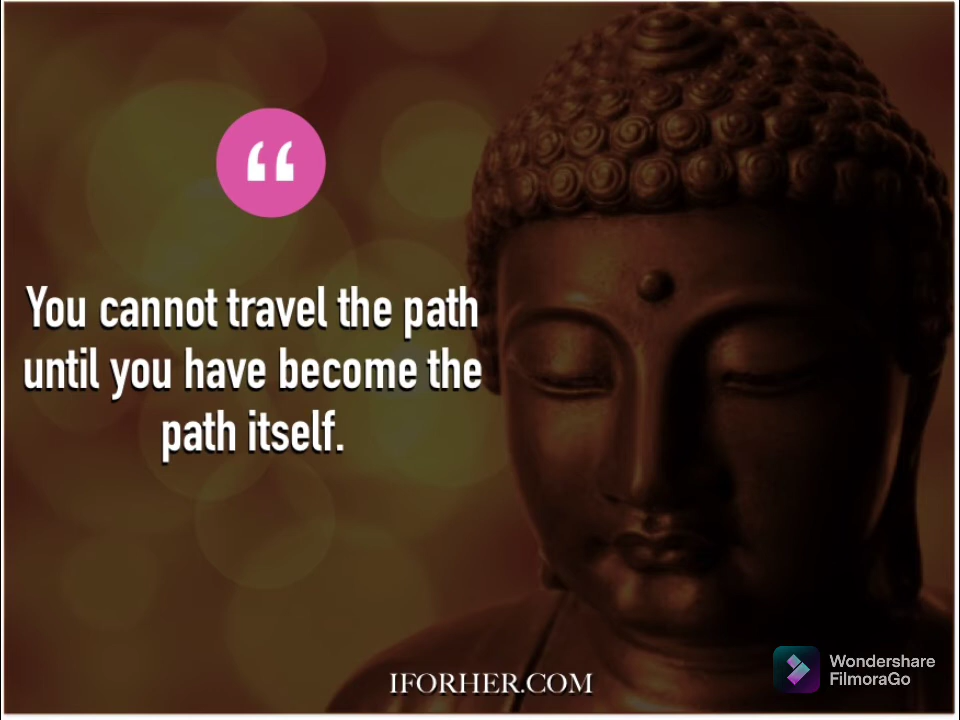 “
You cannot travel the path
until you have become the
path itself.
IFORHER.COM
Wondershare
FilmoraGo